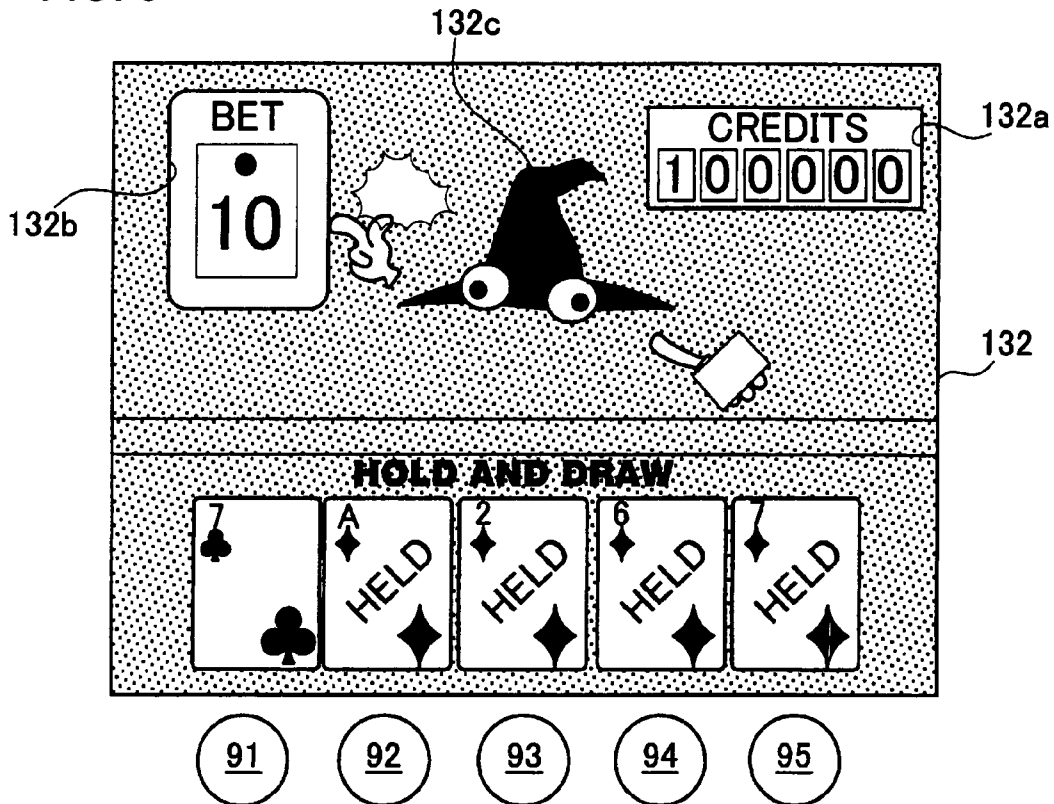 132c
BET
10
132b
CREDITS
100000
132a
132
HOLD AND DRAW
7 A 2 6 7
HELD HELD HELD HELD
91 92 93 94 95